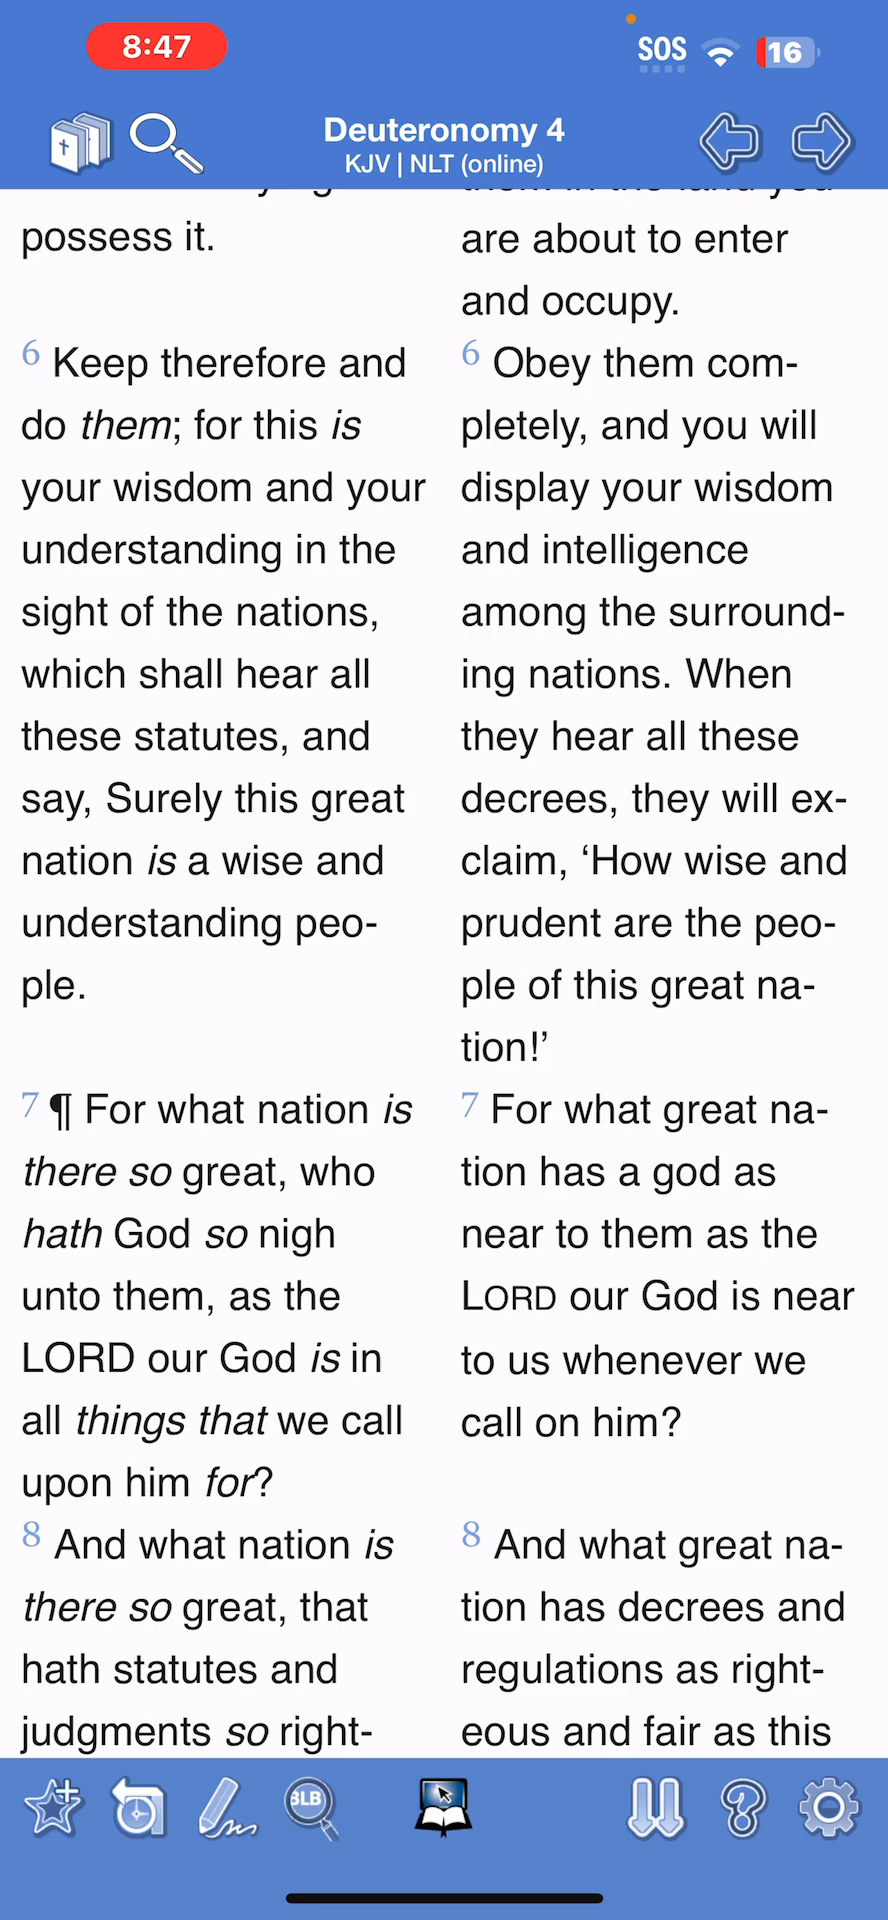 8:47
SOS
16
Deuteronomy 4
KJV | NLT (online)
possess it.
6 Keep therefore and
do them; for this is
your wisdom and your
understanding in the
sight of the nations,
which shall hear all
these statutes, and
say, Surely this great
nation is a wise and
understanding peo-
ple.
7 ¶ For what nation is
there so great, who
hath God so nigh
unto them, as the
LORD our God is in
all things that we call
upon him for?
8 And what nation is
there so great, that
hath statutes and
judgments so right-
them in the land you
are about to enter
and occupy.
6 Obey them com-
pletely, and you will
display your wisdom
and intelligence
among the surround-
ing nations. When
they hear all these
decrees, they will ex-
claim, ‘How wise and
prudent are the peo-
ple of this great na-
tion!’
7 For what great na-
tion has a god as
near to them as the
LORD our God is near
to us whenever we
call on him?
8 And what great na-
tion has decrees and
regulations as right-
eous and fair as this
BLB